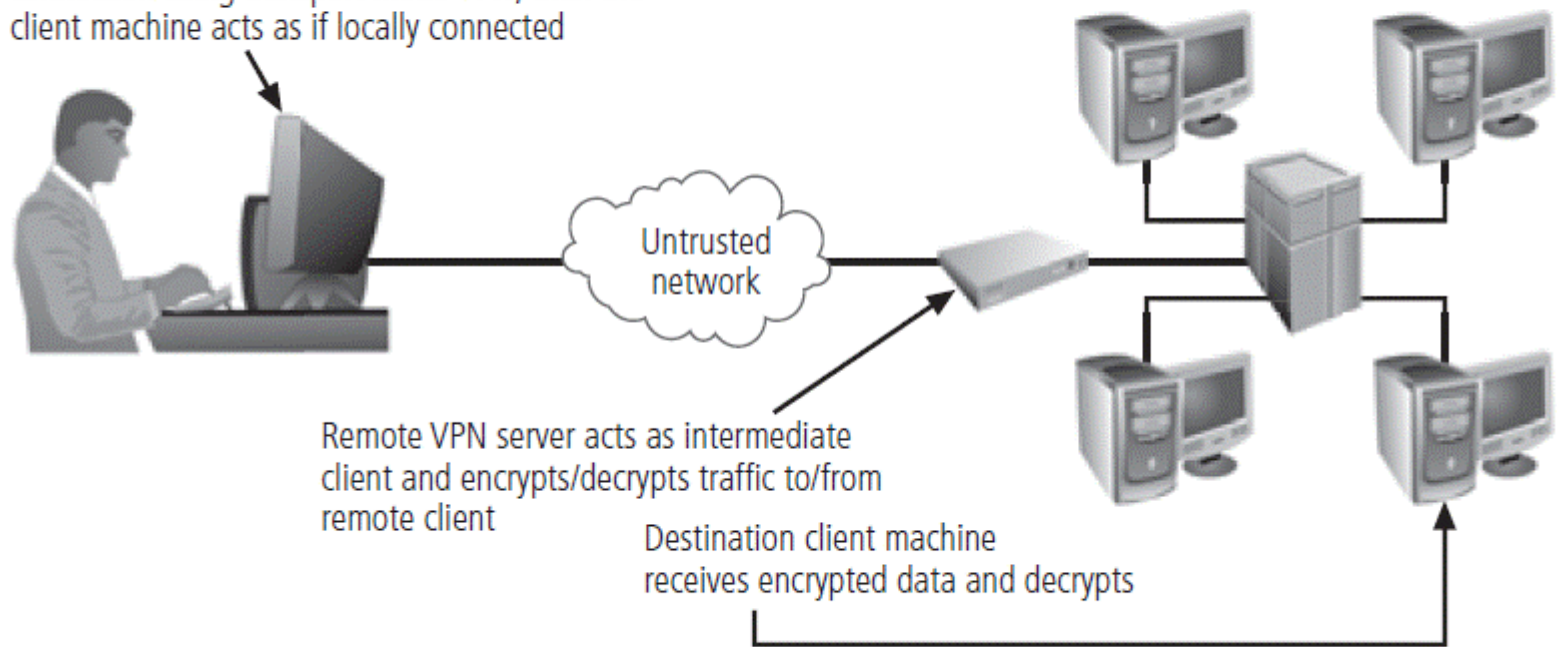 client machine acts as if locally connected
Untrusted
network
Remote VPN server acts as intermediate
client and encrypts/decrypts traffic to/from
remote client
Destination client machine
receives encrypted data and decrypts